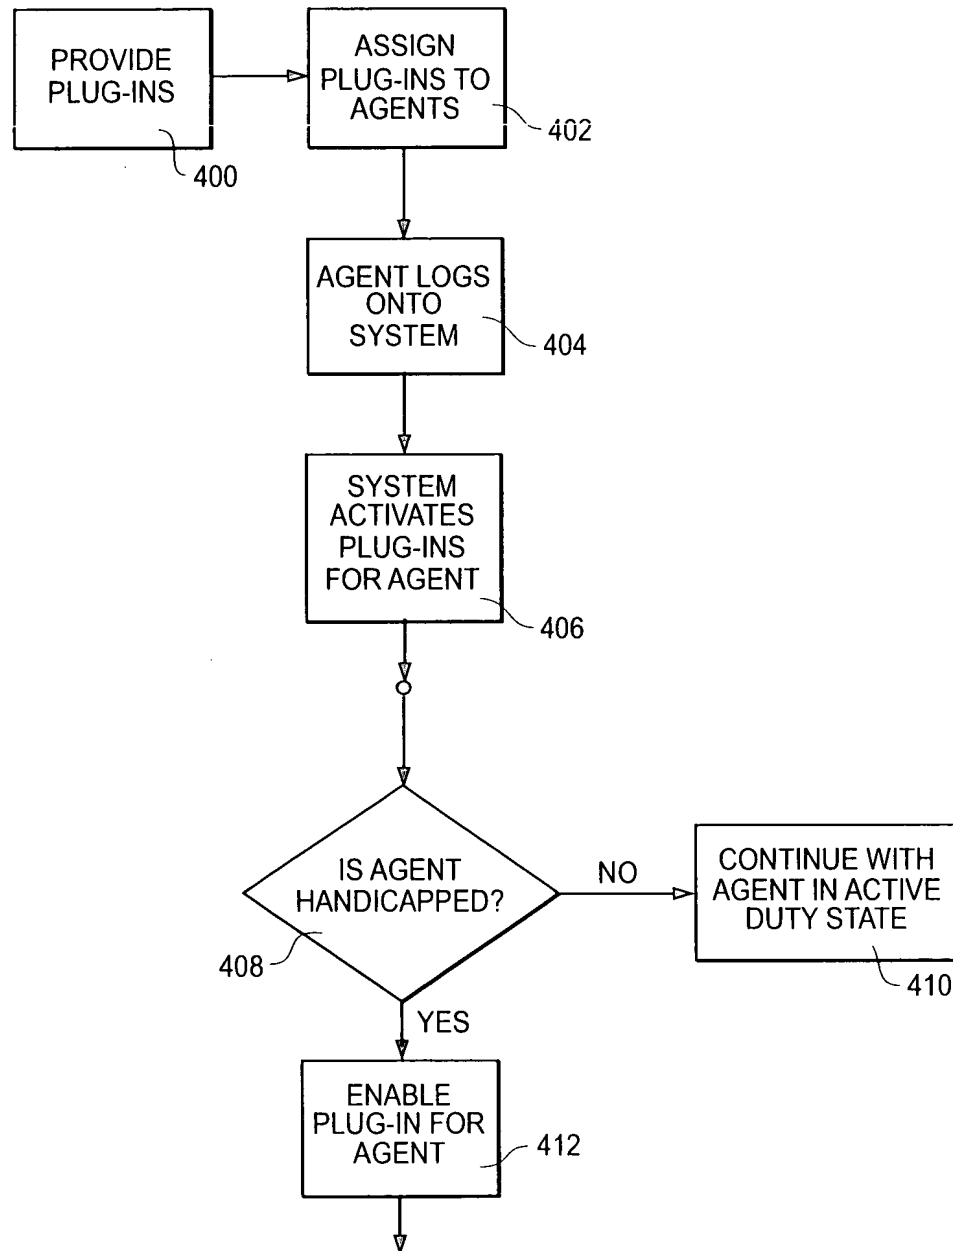 PROVIDE
PLUG-INS
400
ASSIGN
PLUG-INS TO
AGENTS
402
AGENT LOGS
ONTO
SYSTEM
404
SYSTEM
ACTIVATES
PLUG-INS
FOR AGENT
406
IS AGENT
HANDICAPPED?
408
NO
CONTINUE WITH
AGENT IN ACTIVE
DUTY STATE
410
YES
ENABLE
PLUG-IN FOR
AGENT
412